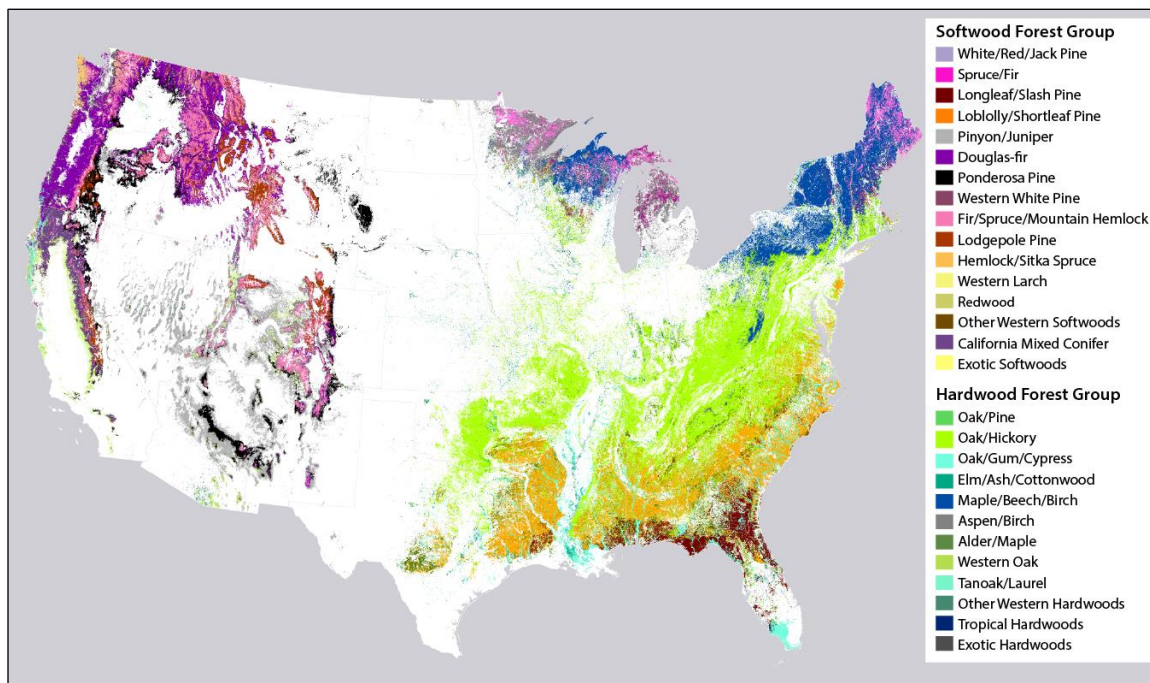 Softwood Forest Group
White/Red/Jack Pine
Spruce/Fir
Longleaf/Slash Pine
Loblolly/Shortleaf Pine
Pinyon/Juniper
Douglas-fir
Ponderosa Pine
Western White Pine
Fir/Spruce/Mountain Hemlock
Lodgepole Pine
Hemlock/Sitka Spruce
Western Larch
Redwood
Other Western Softwoods
California Mixed Conifer
Exotic Softwoods
Hardwood Forest Group
Oak/Pine
Oak/Hickory
Oak/Gum/Cypress
Elm/Ash/Cottonwood
Maple/Beech/Birch
Aspen/Birch
Alder/Maple
Western Oak
Tanoak/Laurel
Other Western Hardwoods
Tropical Hardwoods
Exotic Hardwoods